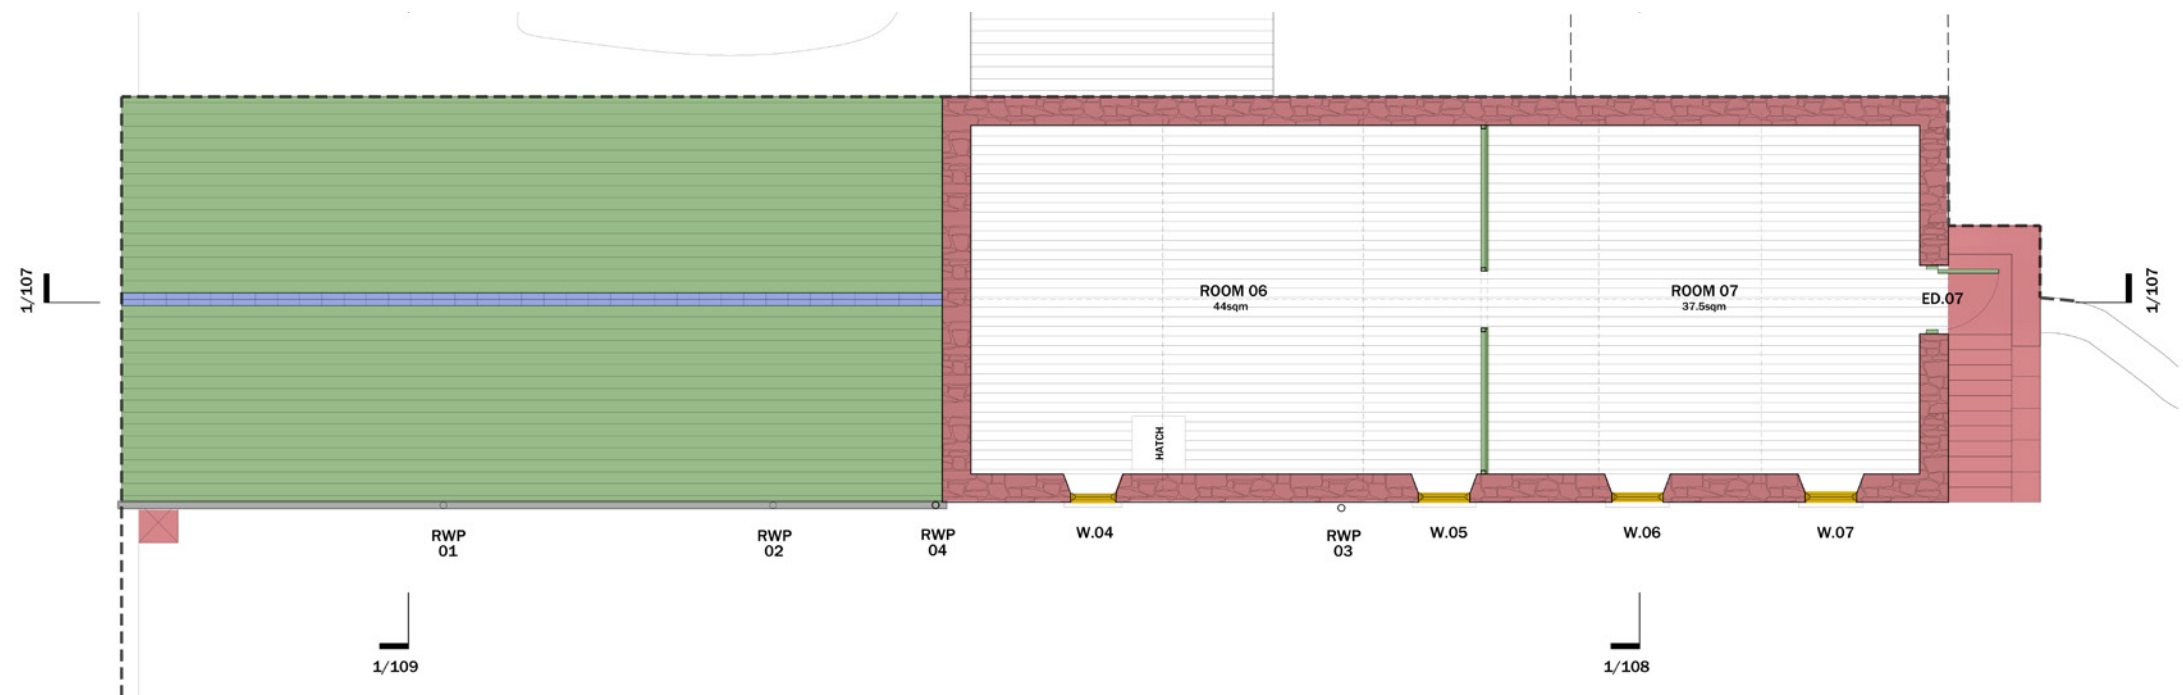 1/107
ROOM 06
44sqm
ROOM 07
37.5sqm
ED.07
1/107
HATCH
RWP
01
RWP
02
RWP
04
W.04
RWP
03
W.05
W.06
W.07
1/109
1/108